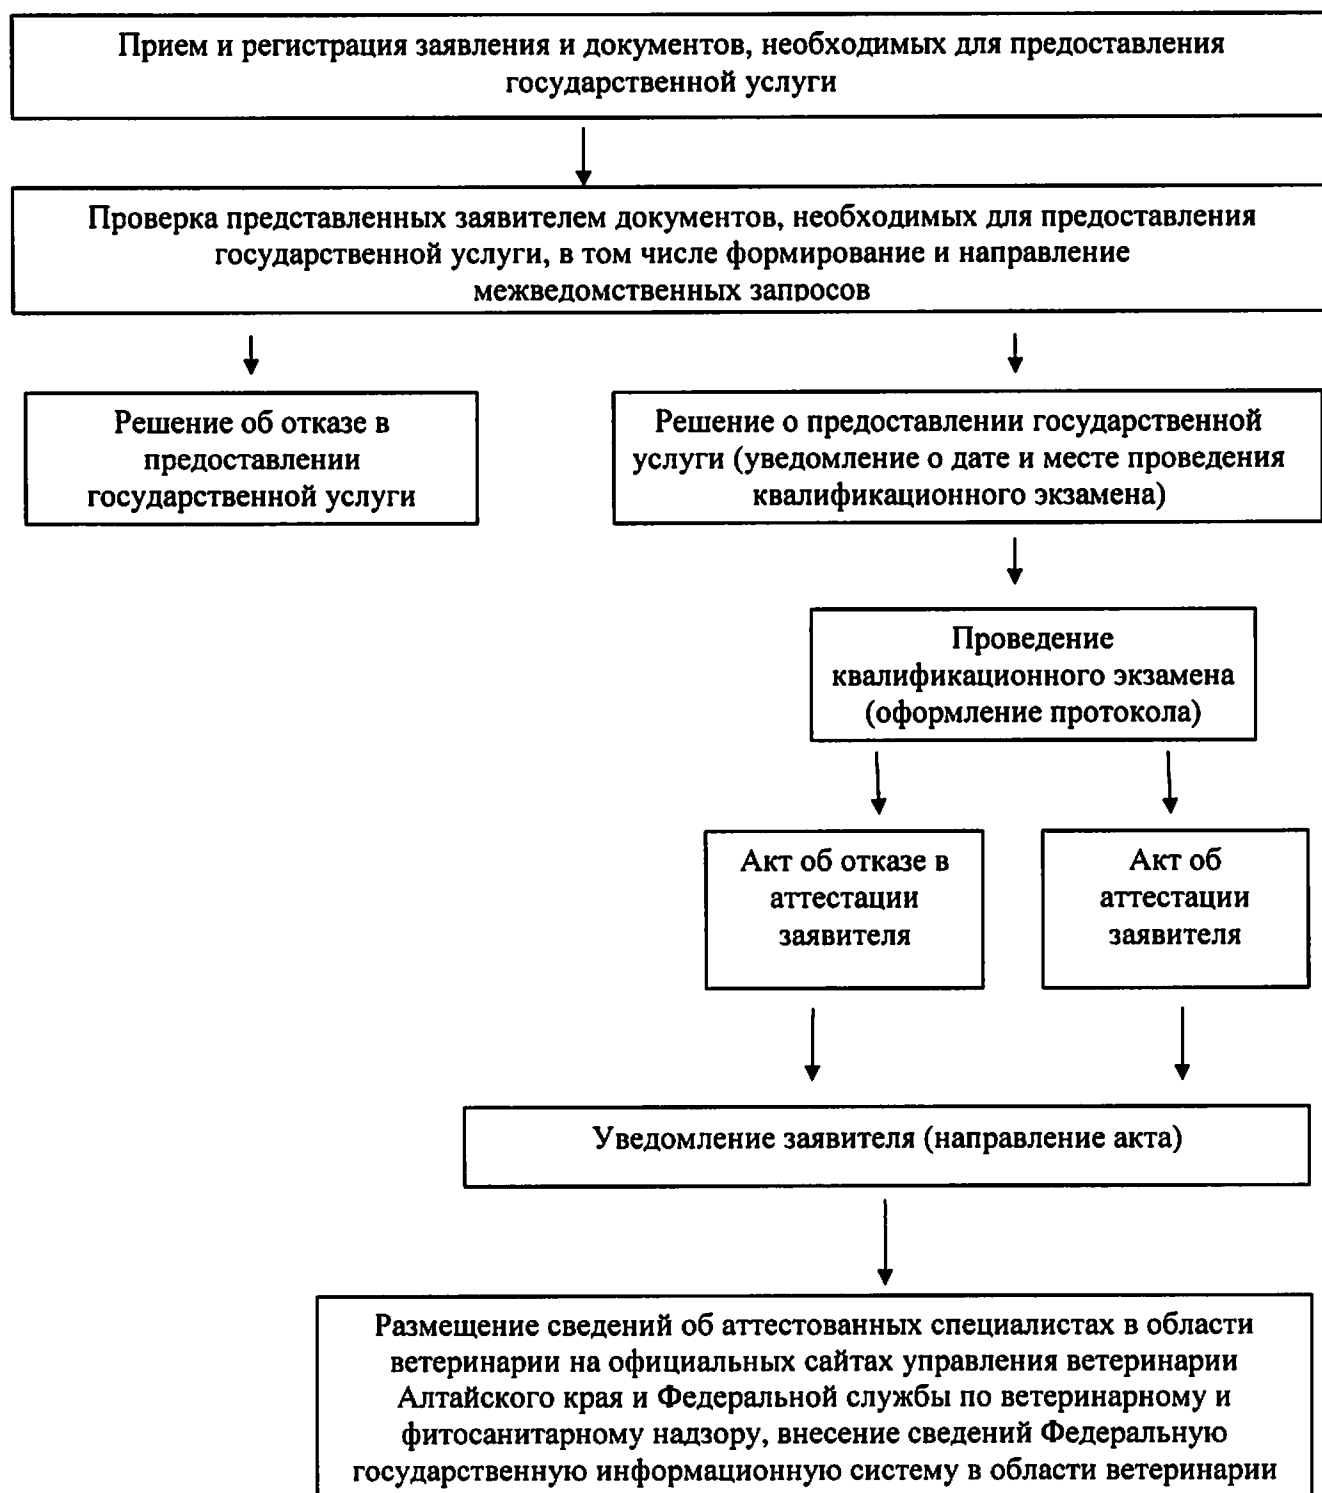 Прием и регистрация заявления и документов, необходимых для предоставления
государственной услуги
Проверка представленных заявителем документов, необходимых для предоставления
государственной услуги, в том числе формирование и направление
межведомственных запросов
Решение об отказе в
предоставлении
государственной услуги
Решение о предоставлении государственной
услуги (уведомление о дате и месте проведения
квалификационного экзамена)
Проведение
квалификационного экзамена
(оформление протокола)
Акт об отказе в
аттестации
заявителя
Акт об
аттестации
заявителя
Уведомление заявителя (направление акта)
Размещение сведений об аттестованных специалистах в области
ветеринарии на официальных сайтах управления ветеринарии
Алтайского края и Федеральной службы по ветеринарному и
фитосанитарному надзору, внесение сведений Федеральную
государственную информационную систему в области ветеринарии